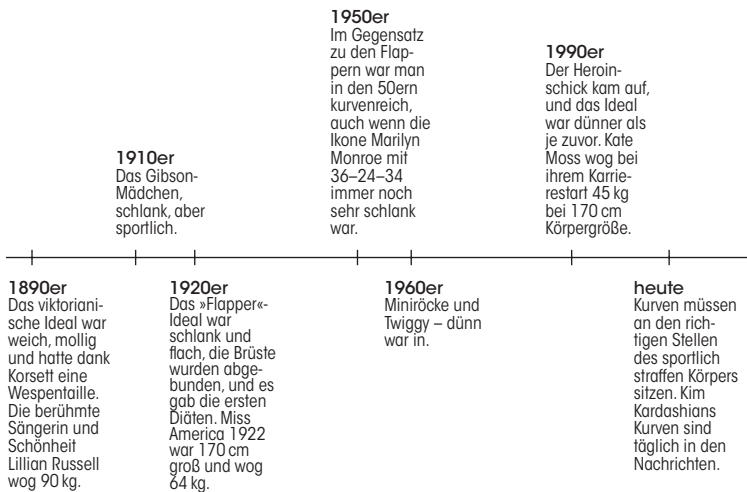 1890er
Das viktoriani-
sche Ideal war
weich, mollig
und hatte dank
Korsett eine
Wespentaille.
Die berühmte
Sängerin und
Schönheit
Lillian Russell
wog 90 kg.
1910er
Das Gibson-
Mädchen,
schlank, aber
sportlich.
1920er
Das »Flapper«-
Ideal war
schlank und
flach, die Brüste
wurden abge-
bunden, und es
gab die ersten
Diäten. Miss
America 1922
war 170 cm
groß und wog
64 kg.
1950er
Im Gegensatz
zu den Flap-
pern war man
in den 50ern
kurvenreich,
auch wenn die
Ikone Marilyn
Monroe mit
36–24–34
immer noch
sehr schlank
war.
1960er
Miniröcke und
Twiggy – dünn
war in.
1990er
Der Heroin-
schick kam auf,
und das Ideal
war dünner als
je zuvor. Kate
Moss wog bei
ihrem Karrie-
restart 45 kg
bei 170 cm
Körpergröße.
heute
Kurven müssen
an den rich-
tigen Stellen
des sportlich
straffen Körpers
sitzen. Kim
Kardashians
Kurven sind
täglich in den
Nachrichten.